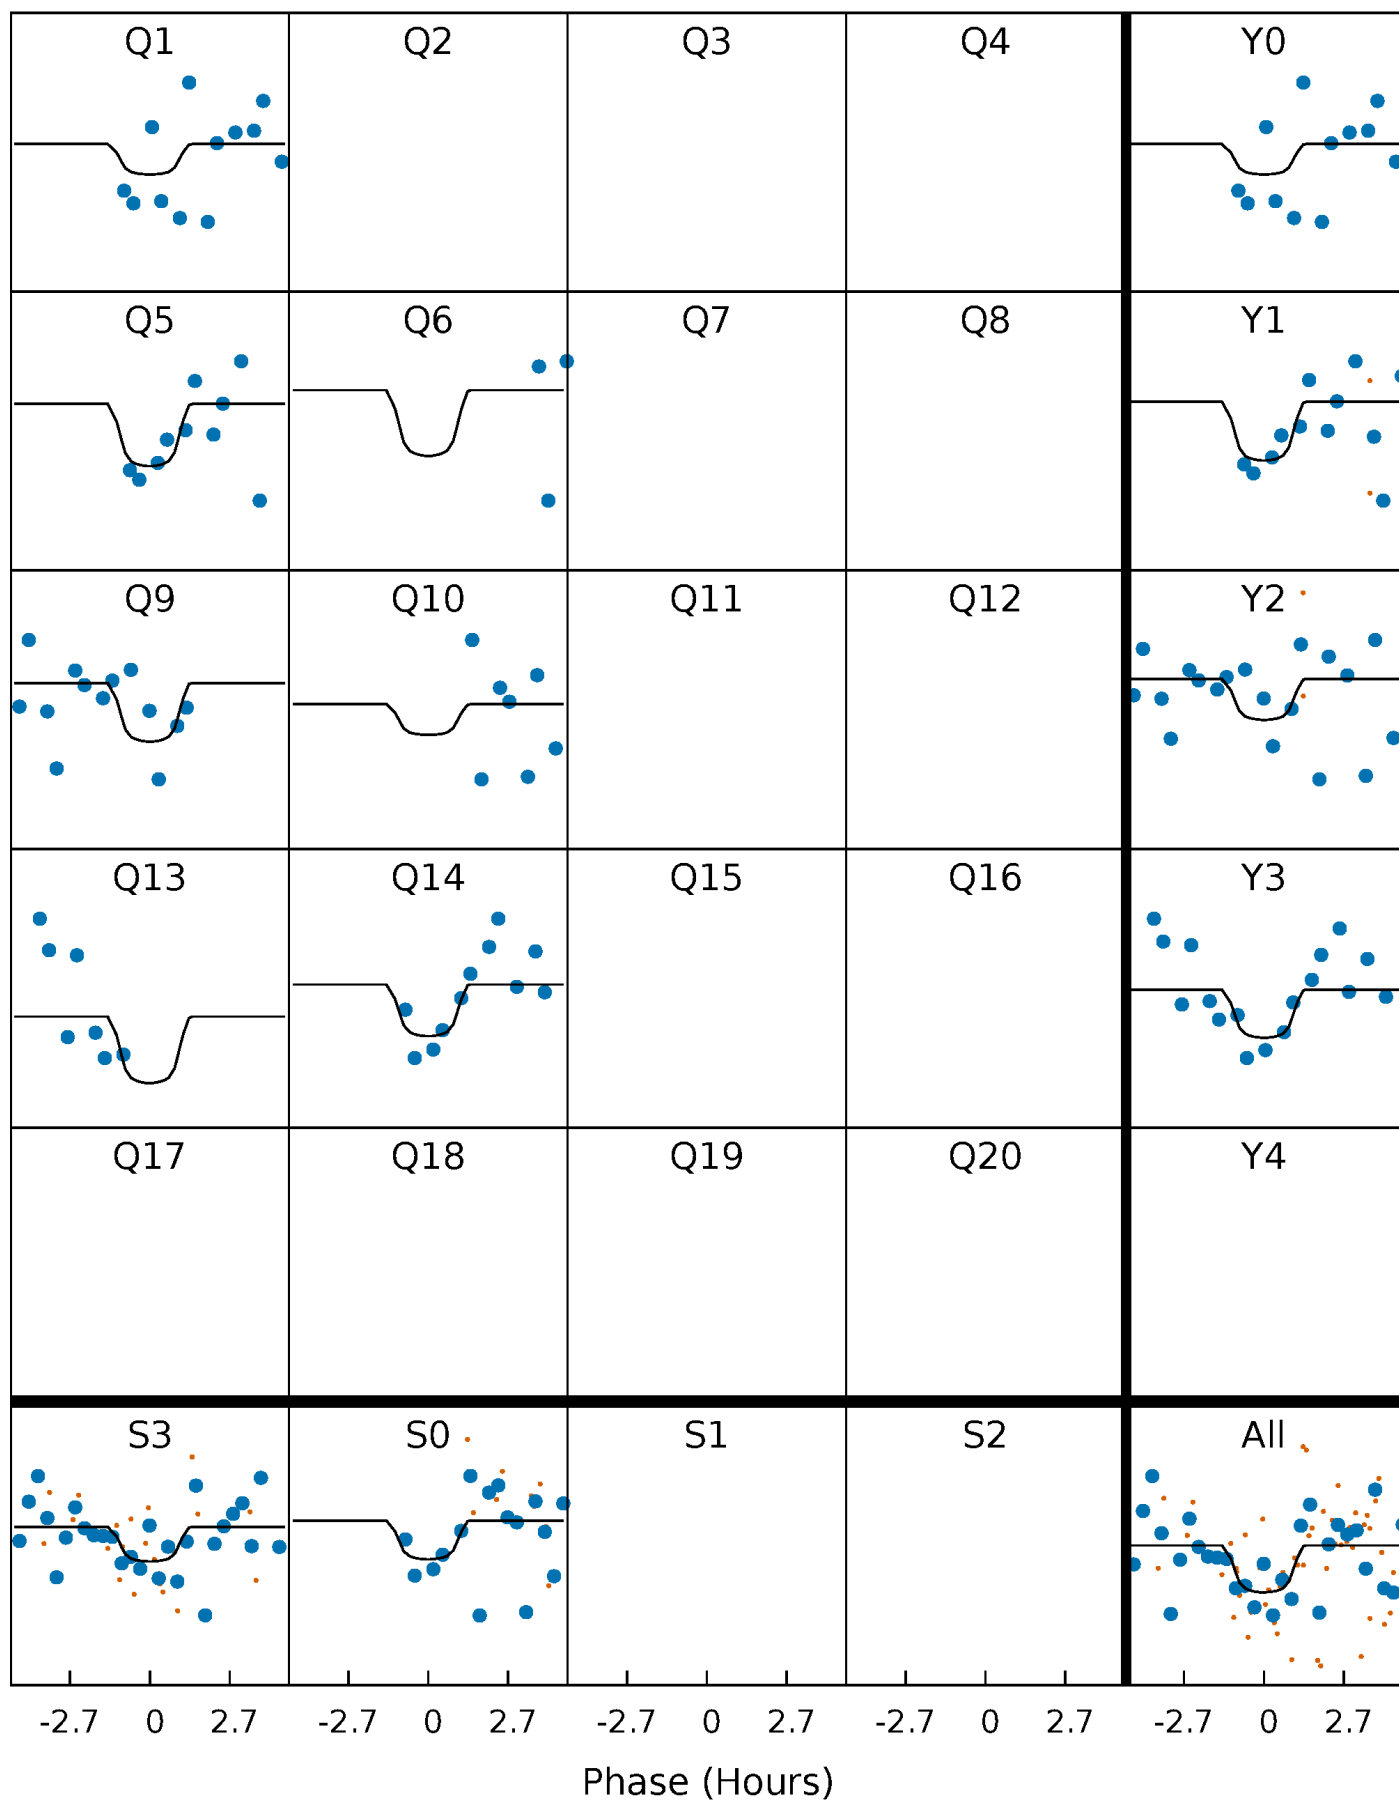 Q1 Q2 Q3 Q4 Y0
Q5 Q6 Q7 Q8 Y1
Q9 Q10 Q11 Q12 Y2
Q13 Q14 Q15 Q16 Y3
Q17 Q18 Q19 Q20 Y4
S3 S0 S1 S2 All
-2.7 0 2.7 -2.7 0 2.7 -2.7 0 2.7 -2.7 0 2.7 -2.7 0 2.7
Phase (Hours)